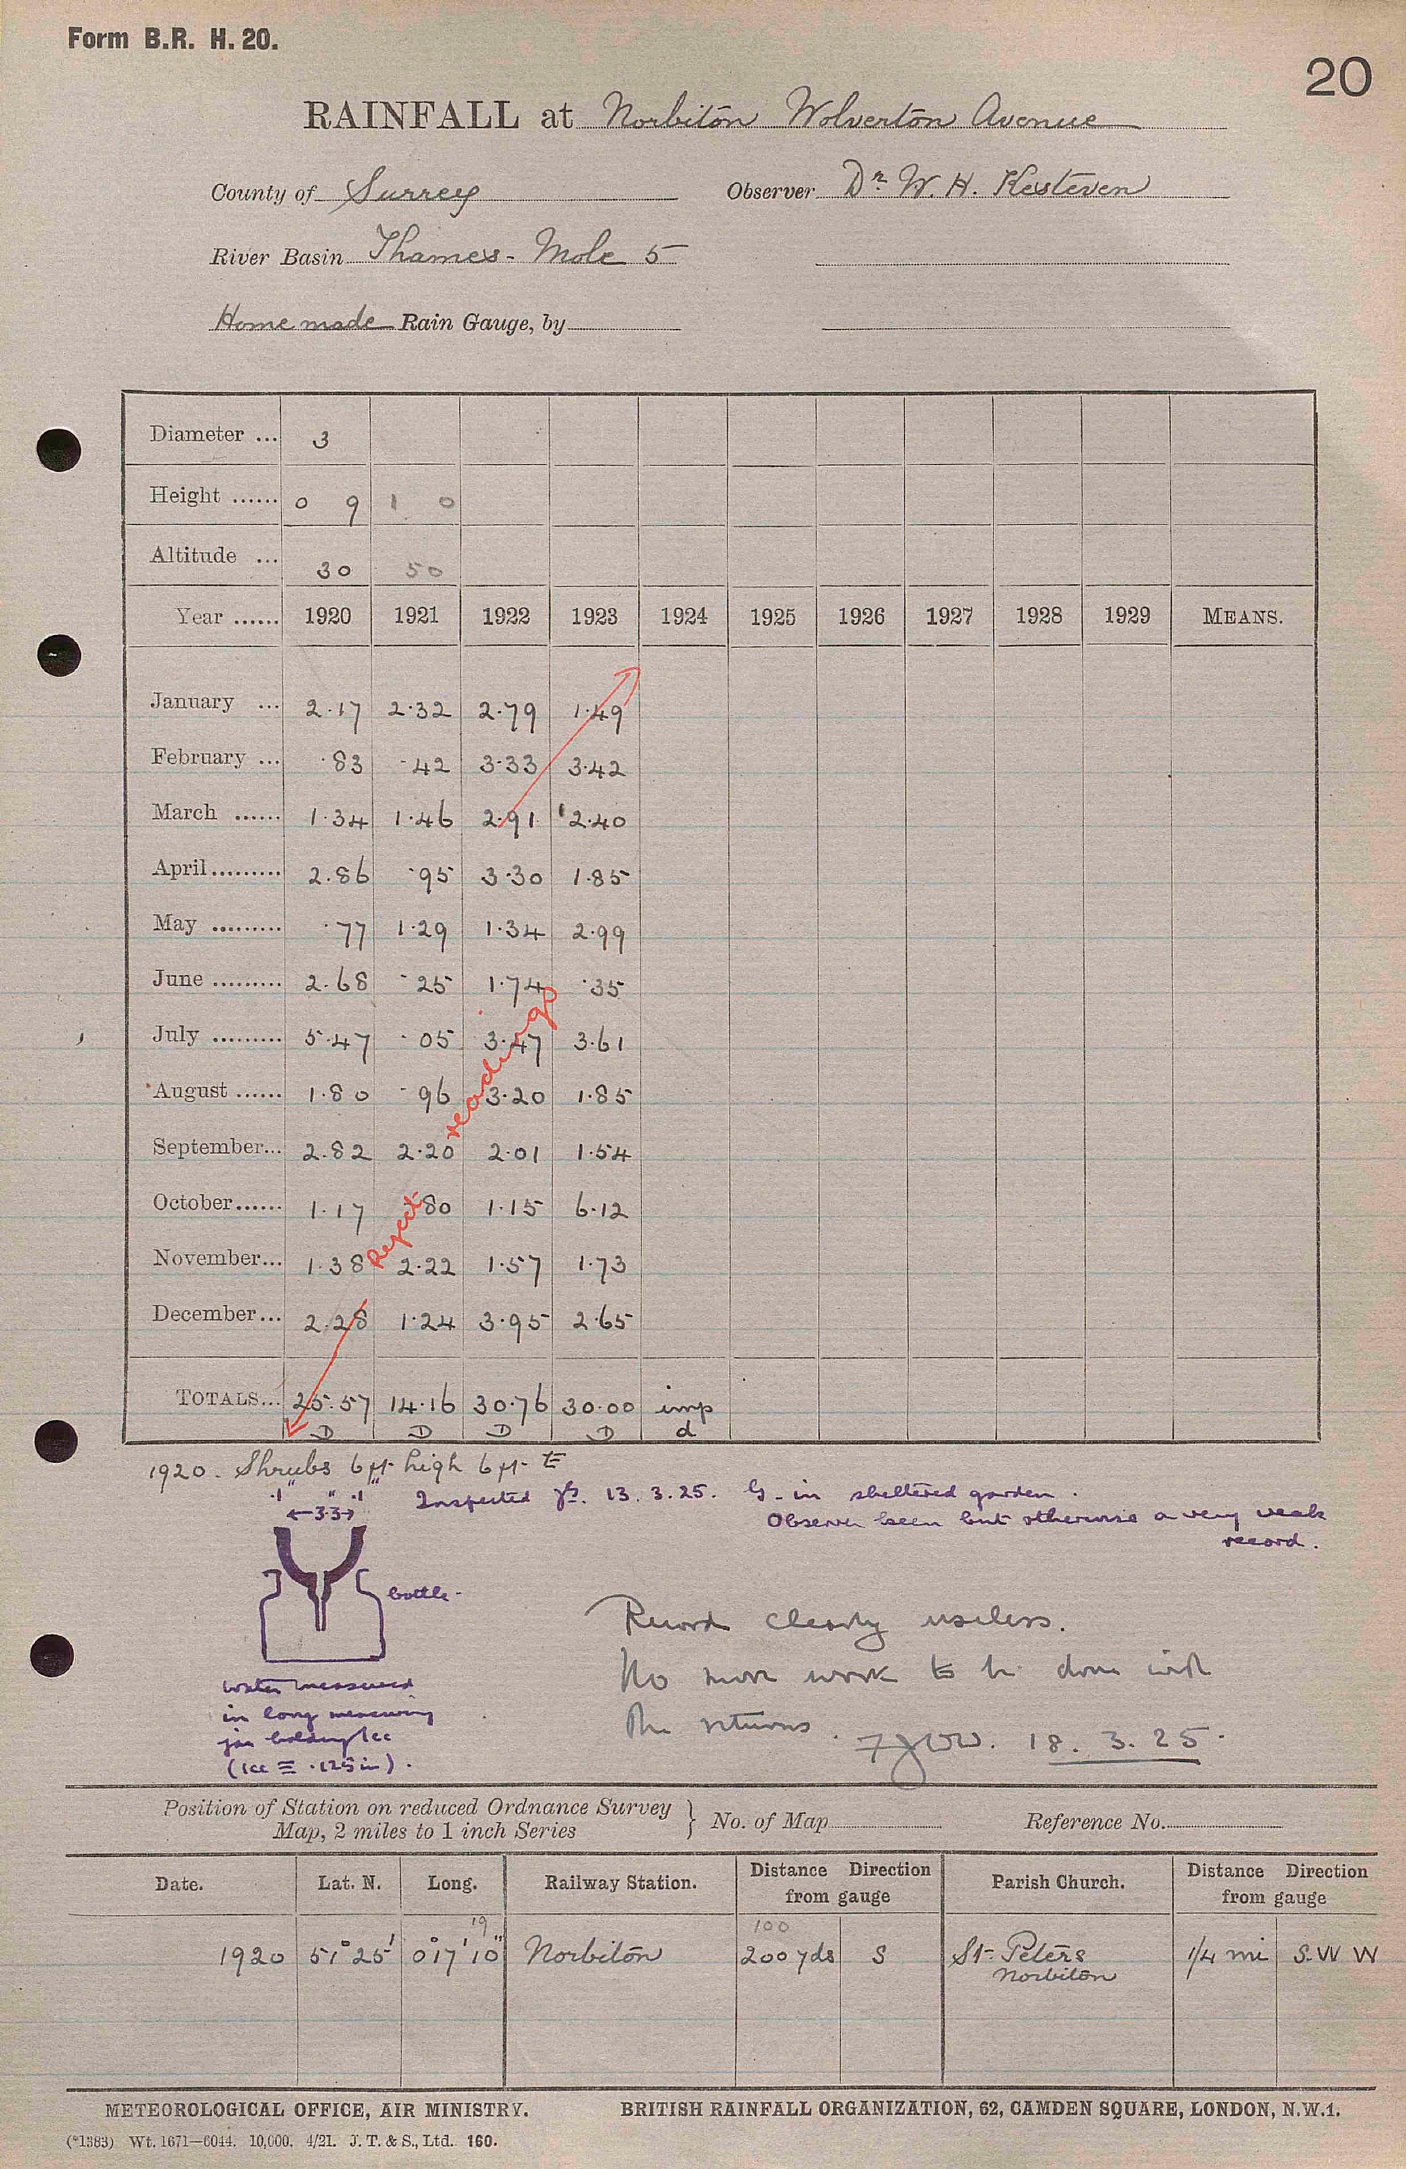 Form B.R. H. 20.
20
RAINFALL at Norbiton Wolverton Avenue
County of Surrey Observer Dr. W. H. Kesteven
River Basin Thames - Mole 5
Home made Rain Gauge, by
Diameter ... 3
Height ...... 0 9 1 0
Altitude ... 30 50
Year ...... 1920 1921 1922 1923 1924 1925 1926 1927 1928 1929 MEANS.
January ... 2.17 2.32 2.79 1.49
February ... .83 .42 3.33 3.42
March ...... 1.34 1.46 2.91 2.40
April......... 2.86 .95 3.30 1.85
May ......... .77 1.29 1.34 2.99
June ......... 2.68 .25 1.74 .35
July ......... 5.47 .05 3.47 3.61
August ...... 1.80 .96 3.20 1.85
September... 2.82 2.20 2.01 1.54
October...... 1.17 .80 1.15 6.12
November... 1.38 2.22 1.57 1.73
December... 2.28 1.24 3.95 2.65
Reject readings
TOTALS... 25.57 14.16 30.76 30.00 imp
D D D D d
1920. Shrubs 6 ft high 6 ft E
.1" " .1"
3.3
Inspected 13.3.25. G. in sheltered garden.
Observer keen but otherwise a very weak
record.
bottle.
water measured
in long measuring
jar holding 1cc
(1cc ≡ .125in).
Record clearly useless.
No more work to be done with
the returns. 18.3.25.
Position of Station on reduced Ordnance Survey
Map, 2 miles to 1 inch Series } No. of Map Reference No.
Date. Lat. N. Long. Railway Station. Distance Direction from gauge Parish Church. Distance Direction from gauge
19 100
1920 51° 25' 0° 17' 10" Norbiton 200 yds S St. Peters 1/4 mi S.W W
Norbiton
METEOROLOGICAL OFFICE, AIR MINISTRY. BRITISH RAINFALL ORGANIZATION, 62, CAMDEN SQUARE, LONDON, N.W.1.
(*1383) Wt. 1671—6044. 10,000. 4/21. J. T. & S., Ltd. 160.